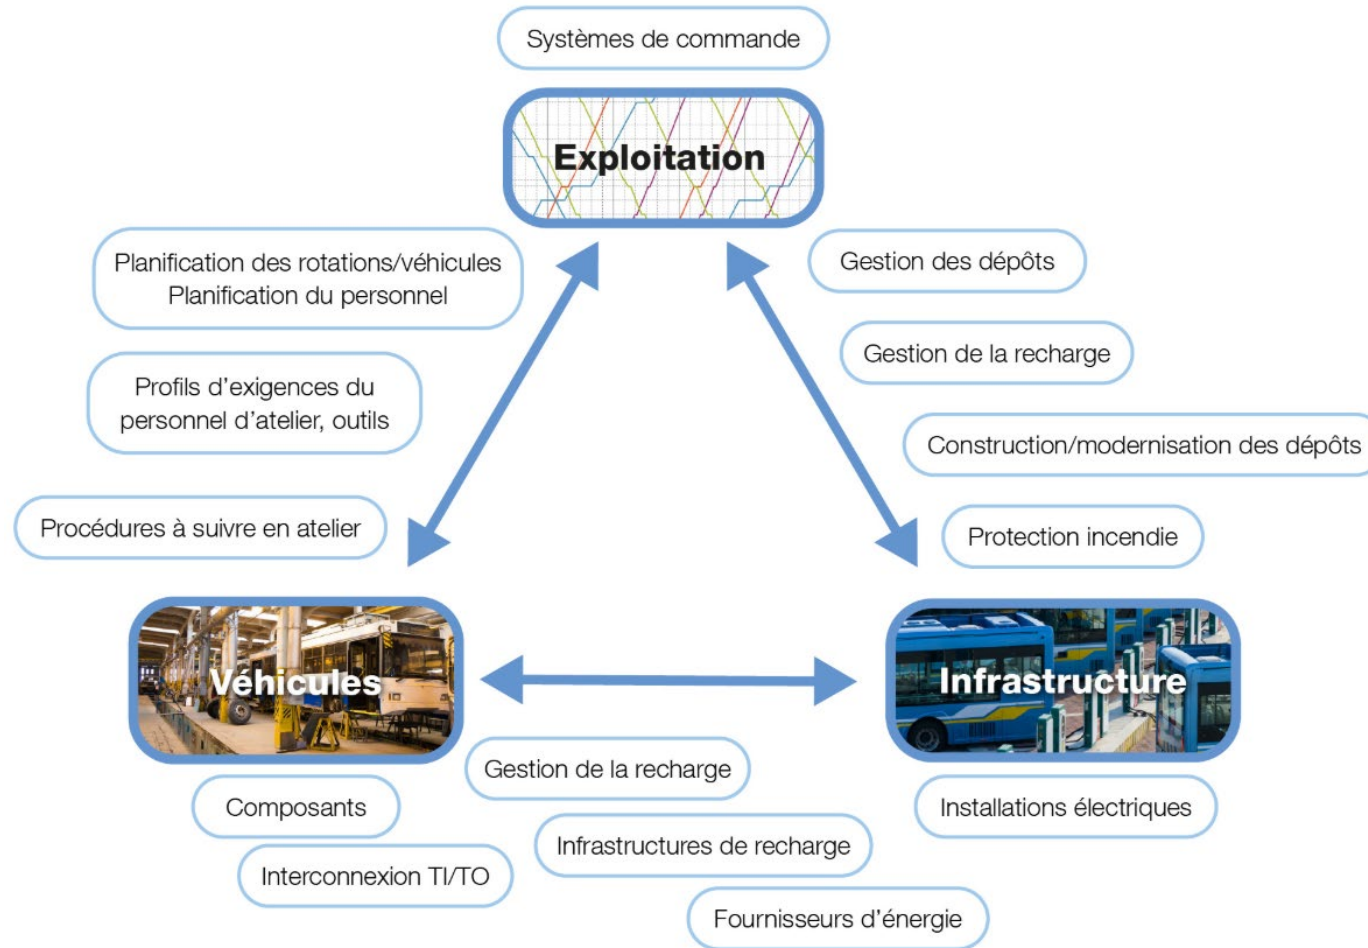 Systèmes de commande
Exploitation
Planification des rotations/véhicules
Planification du personnel
Gestion des dépôts
Gestion de la recharge
Profils d’exigences du
personnel d’atelier, outils
Construction/modernisation des dépôts
Procédures à suivre en atelier
Protection incendie
Véhicules
Infrastructure
Gestion de la recharge
Composants
Installations électriques
Infrastructures de recharge
Interconnexion TI/TO
Fournisseurs d’énergie